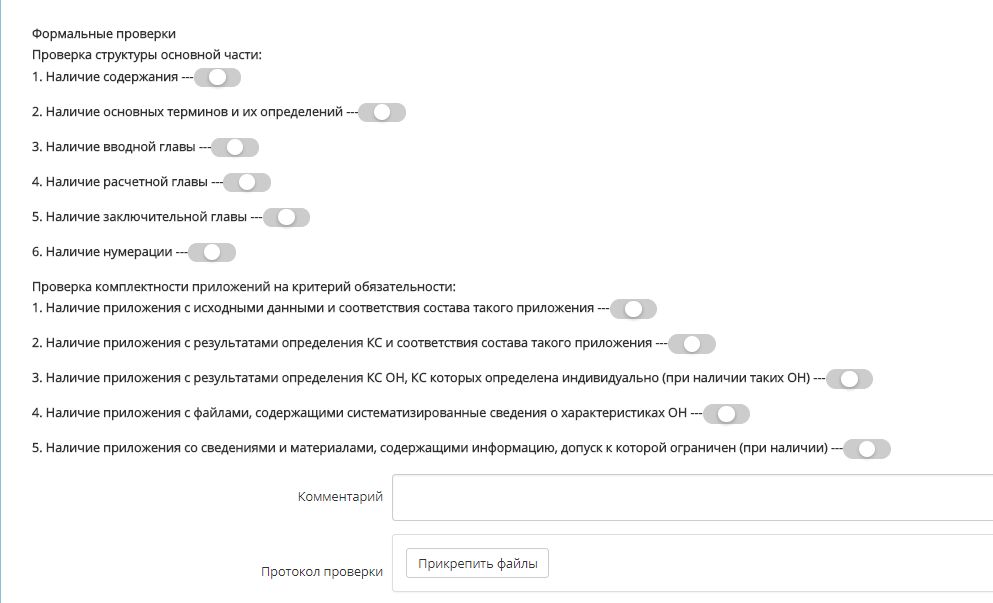 Формальные проверки
Проверка структуры основной части:
1. Наличие содержания ---
2. Наличие основных терминов и их определений ---
3. Наличие вводной главы ---
4. Наличие расчетной главы ---
5. Наличие заключительной главы ---
6. Наличие нумерации ---
Проверка комплектности приложений на критерий обязательности:
1. Наличие приложения с исходными данными и соответствия состава такого приложения ---
2. Наличие приложения с результатами определения КС и соответствия состава такого приложения ---
3. Наличие приложения с результатами определения КС ОН, КС которых определена индивидуально (при наличии таких ОН) ---
4. Наличие приложения с файлами, содержащими систематизированные сведения о характеристиках ОН ---
5. Наличие приложения со сведениями и материалами, содержащими информацию, допуск к которой ограничен (при наличии) ---
Комментарий
Прикрепить файлы
Протокол проверки